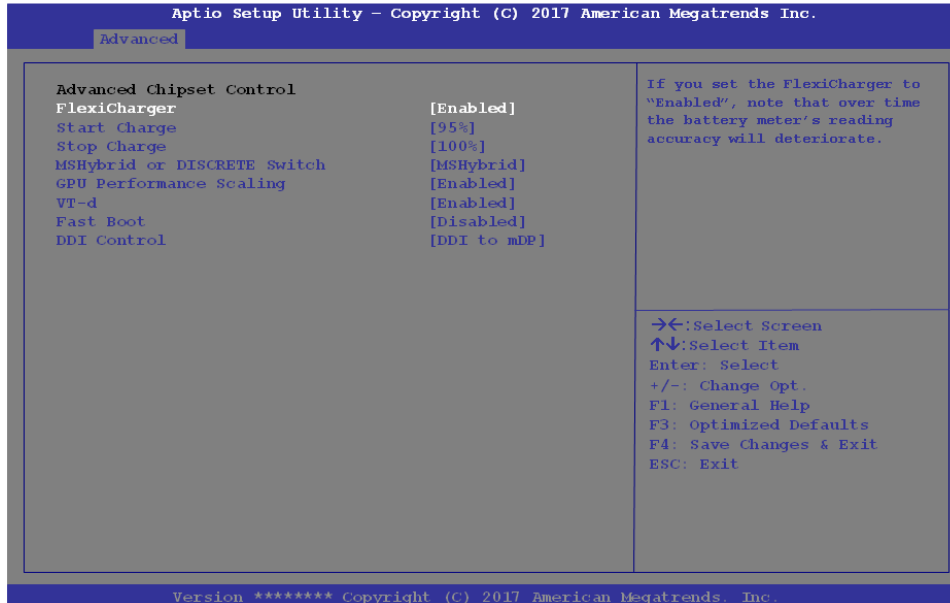 Aptio Setup Utility – Copyright (C) 2017 American Megatrends Inc.
Advanced
Advanced Chipset Control
FlexiCharger [Enabled]
Start Charge [95%]
Stop Charge [100%]
MSHybrid or DISCRETE Switch [MSHybrid]
GPU Performance Scaling [Enabled]
VT-d [Enabled]
Fast Boot [Disabled]
DDI Control [DDI to mDP]
If you set the FlexiCharger to
“Enabled”, note that over time
the battery meter’s reading
accuracy will deteriorate.
→←:Select Screen
↑↓:Select Item
Enter: Select
+/-: Change Opt.
F1: General Help
F3: Optimized Defaults
F4: Save Changes & Exit
ESC: Exit
Version ******** Copyright (C) 2017 American Megatrends. Inc.